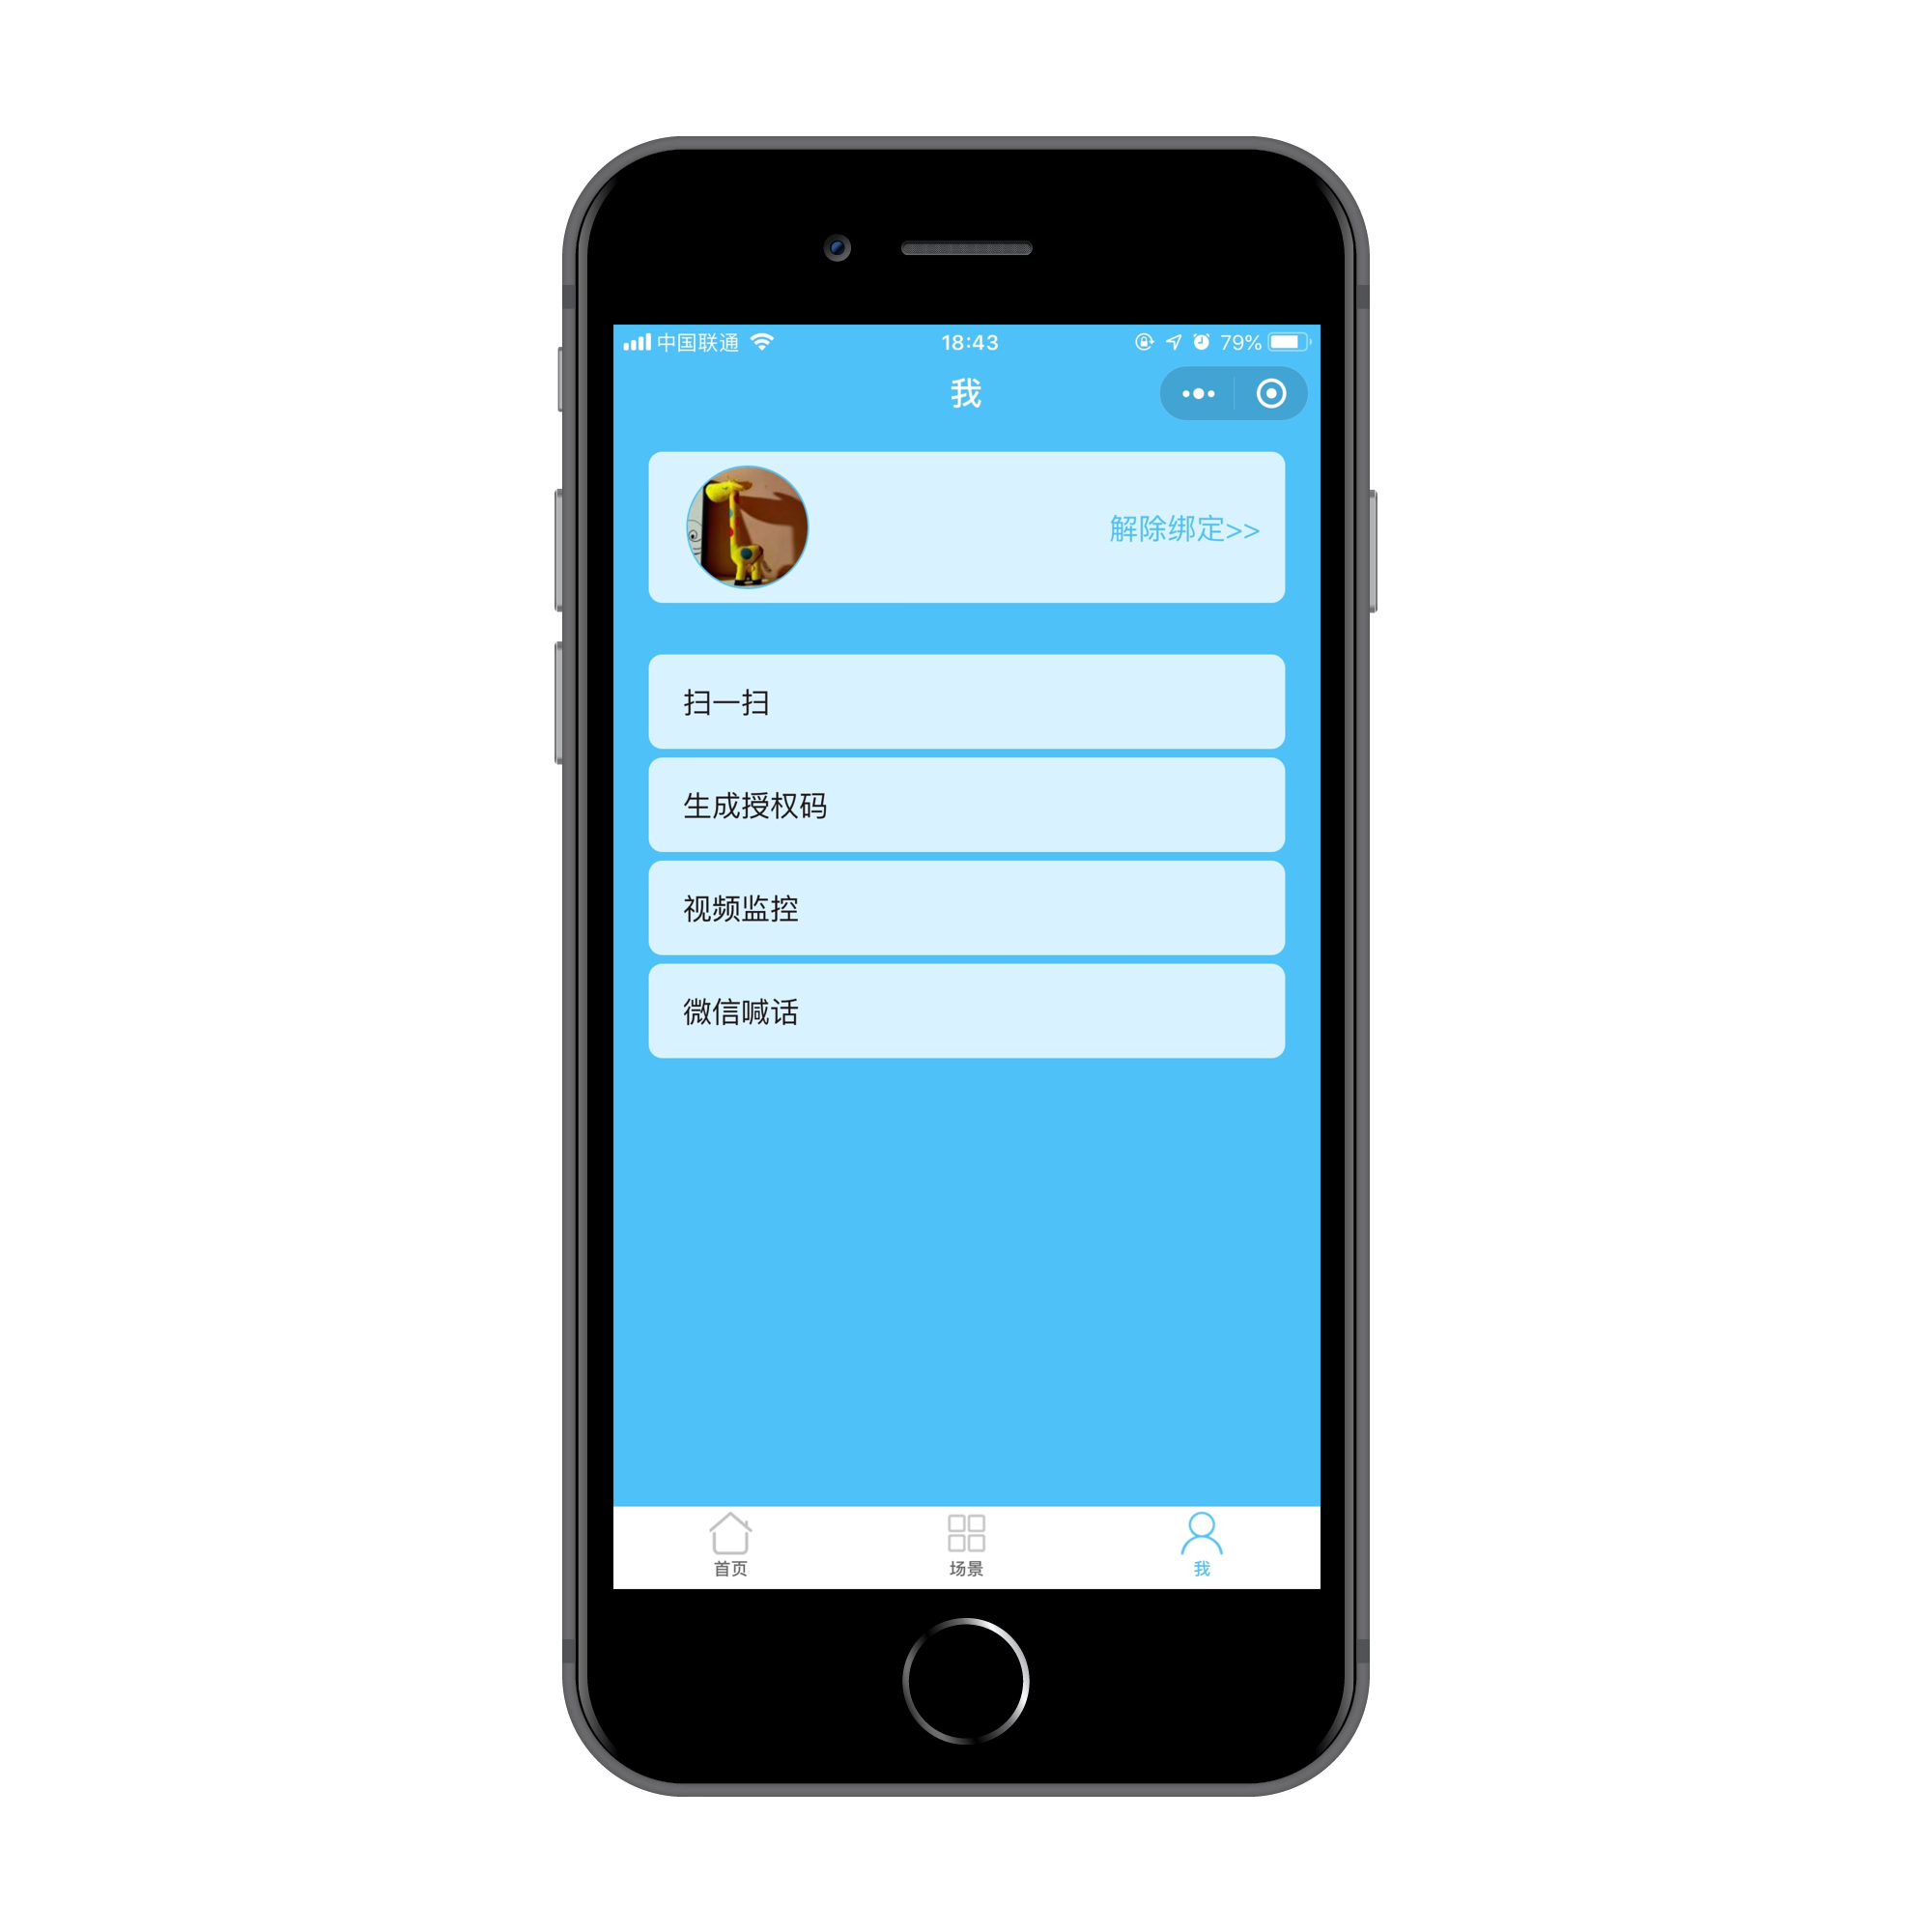 中国联通
18:43
79%
我
解除绑定>>
扫一扫
生成授权码
视频监控
微信喊话
首页
场景
我